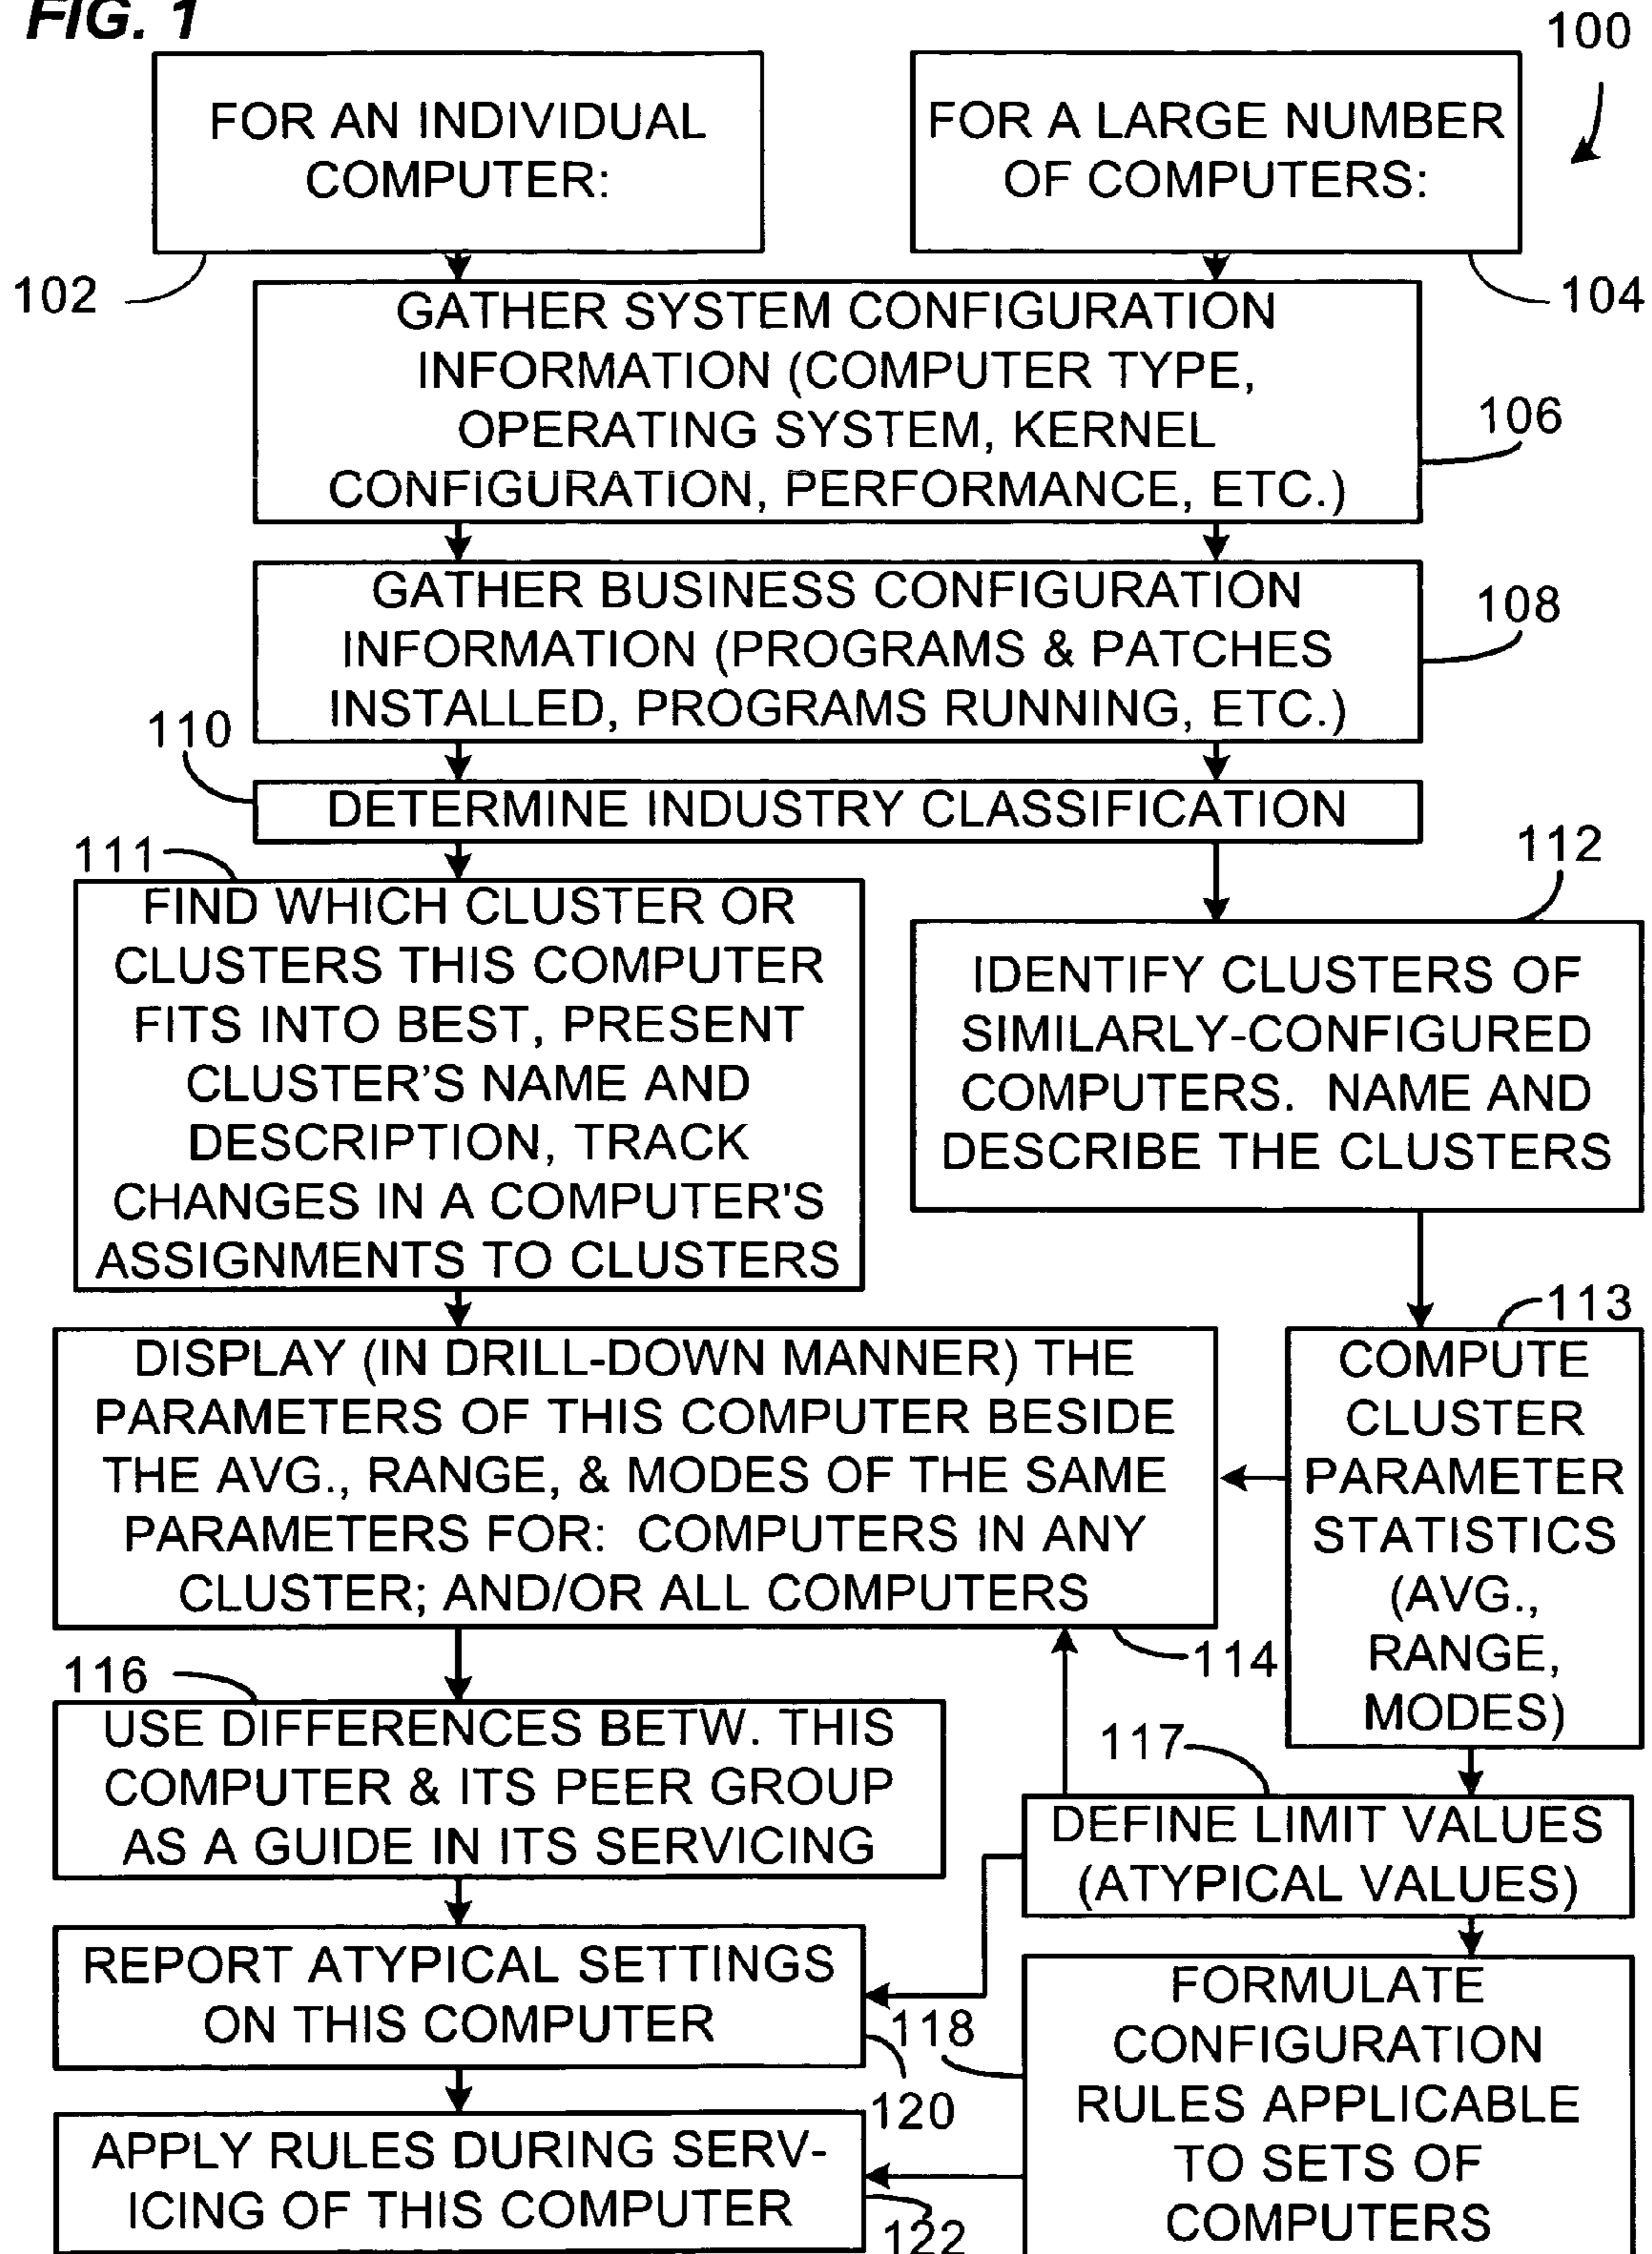 FIG. 1
100
FOR AN INDIVIDUAL
COMPUTER:
FOR A LARGE NUMBER
OF COMPUTERS:
102
104
GATHER SYSTEM CONFIGURATION
INFORMATION (COMPUTER TYPE,
OPERATING SYSTEM, KERNEL
CONFIGURATION, PERFORMANCE, ETC.)
106
GATHER BUSINESS CONFIGURATION
INFORMATION (PROGRAMS & PATCHES
INSTALLED, PROGRAMS RUNNING, ETC.)
108
110
DETERMINE INDUSTRY CLASSIFICATION
111
FIND WHICH CLUSTER OR
CLUSTERS THIS COMPUTER
FITS INTO BEST, PRESENT
CLUSTER'S NAME AND
DESCRIPTION, TRACK
CHANGES IN A COMPUTER'S
ASSIGNMENTS TO CLUSTERS
112
IDENTIFY CLUSTERS OF
SIMILARLY-CONFIGURED
COMPUTERS. NAME AND
DESCRIBE THE CLUSTERS
113
DISPLAY (IN DRILL-DOWN MANNER) THE
PARAMETERS OF THIS COMPUTER BESIDE
THE AVG., RANGE, & MODES OF THE SAME
PARAMETERS FOR: COMPUTERS IN ANY
CLUSTER; AND/OR ALL COMPUTERS
114
COMPUTE
CLUSTER
PARAMETER
STATISTICS
(AVG.,
RANGE,
MODES)
116
USE DIFFERENCES BETW. THIS
COMPUTER & ITS PEER GROUP
AS A GUIDE IN ITS SERVICING
117
DEFINE LIMIT VALUES
(ATYPICAL VALUES)
REPORT ATYPICAL SETTINGS
ON THIS COMPUTER
118
120
FORMULATE
CONFIGURATION
RULES APPLICABLE
TO SETS OF
COMPUTERS
APPLY RULES DURING SERV-
ICING OF THIS COMPUTER
122